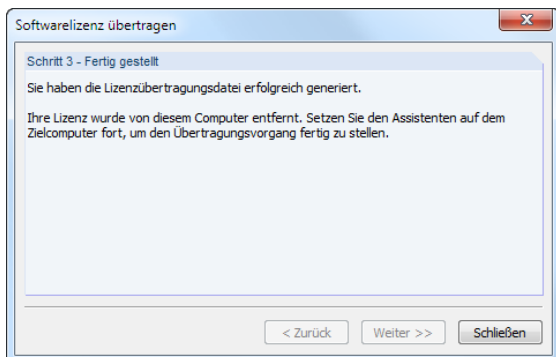 Softwarelizenz übertragen
Schritt 3 - Fertig gestellt
Sie haben die Lizenzübertragungsdatei erfolgreich generiert.
Ihre Lizenz wurde von diesem Computer entfernt. Setzen Sie den Assistenten auf dem
Zielcomputer fort, um den Übertragungsvorgang fertig zu stellen.
< Zurück Weiter >> Schließen